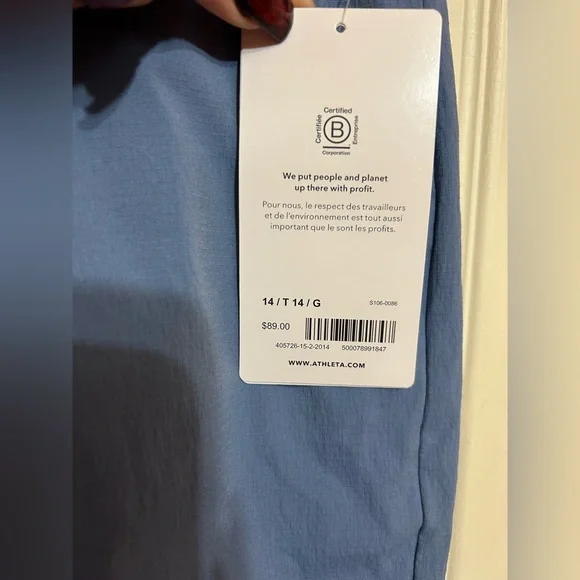 Certified
Certifiée
B
Entreprise
Corporation
We put people and planet
up there with profit.
Pour nous, le respect des travailleurs
et de l'environnement est tout aussi
important que le sont les profits.
14 / T 14 / G
S106-0086
$89.00
405726-15-2-2014 500078991847
WWW.ATHLETA.COM